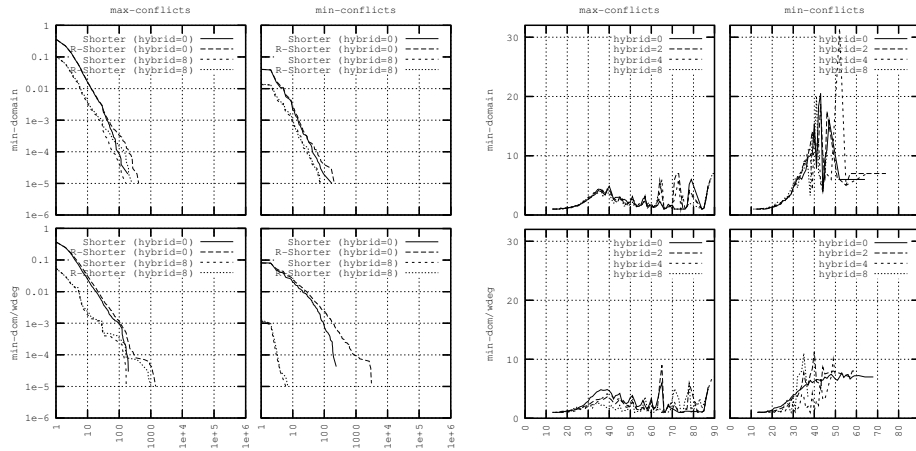 max-conflicts
min-conflicts
max-conflicts
min-conflicts
min-domain
1
0.1
0.01
1e-3
1e-4
1e-5
1e-6
Shorter (hybrid=0)
R-Shorter (hybrid=0)
Shorter (hybrid=8)
R-Shorter (hybrid=8)
Shorter (hybrid=0)
R-Shorter (hybrid=0)
Shorter (hybrid=8)
R-Shorter (hybrid=8)
min-domain
30
20
10
0
hybrid=0
hybrid=2
hybrid=4
hybrid=8
hybrid=0
hybrid=2
hybrid=4
hybrid=8
min-dom/wdeg
1
0.1
0.01
1e-3
1e-4
1e-5
1e-6
Shorter (hybrid=0)
R-Shorter (hybrid=0)
Shorter (hybrid=8)
R-Shorter (hybrid=8)
Shorter (hybrid=0)
R-Shorter (hybrid=0)
Shorter (hybrid=8)
R-Shorter (hybrid=8)
min-dom/wdeg
30
20
10
0
hybrid=0
hybrid=2
hybrid=4
hybrid=8
hybrid=0
hybrid=2
hybrid=4
hybrid=8
1 10 100 1000 1e+4 1e+5 1e+6
1 10 100 1000 1e+4 1e+5 1e+6
0 10 20 30 40 50 60 70 80 90
0 10 20 30 40 50 60 70 80